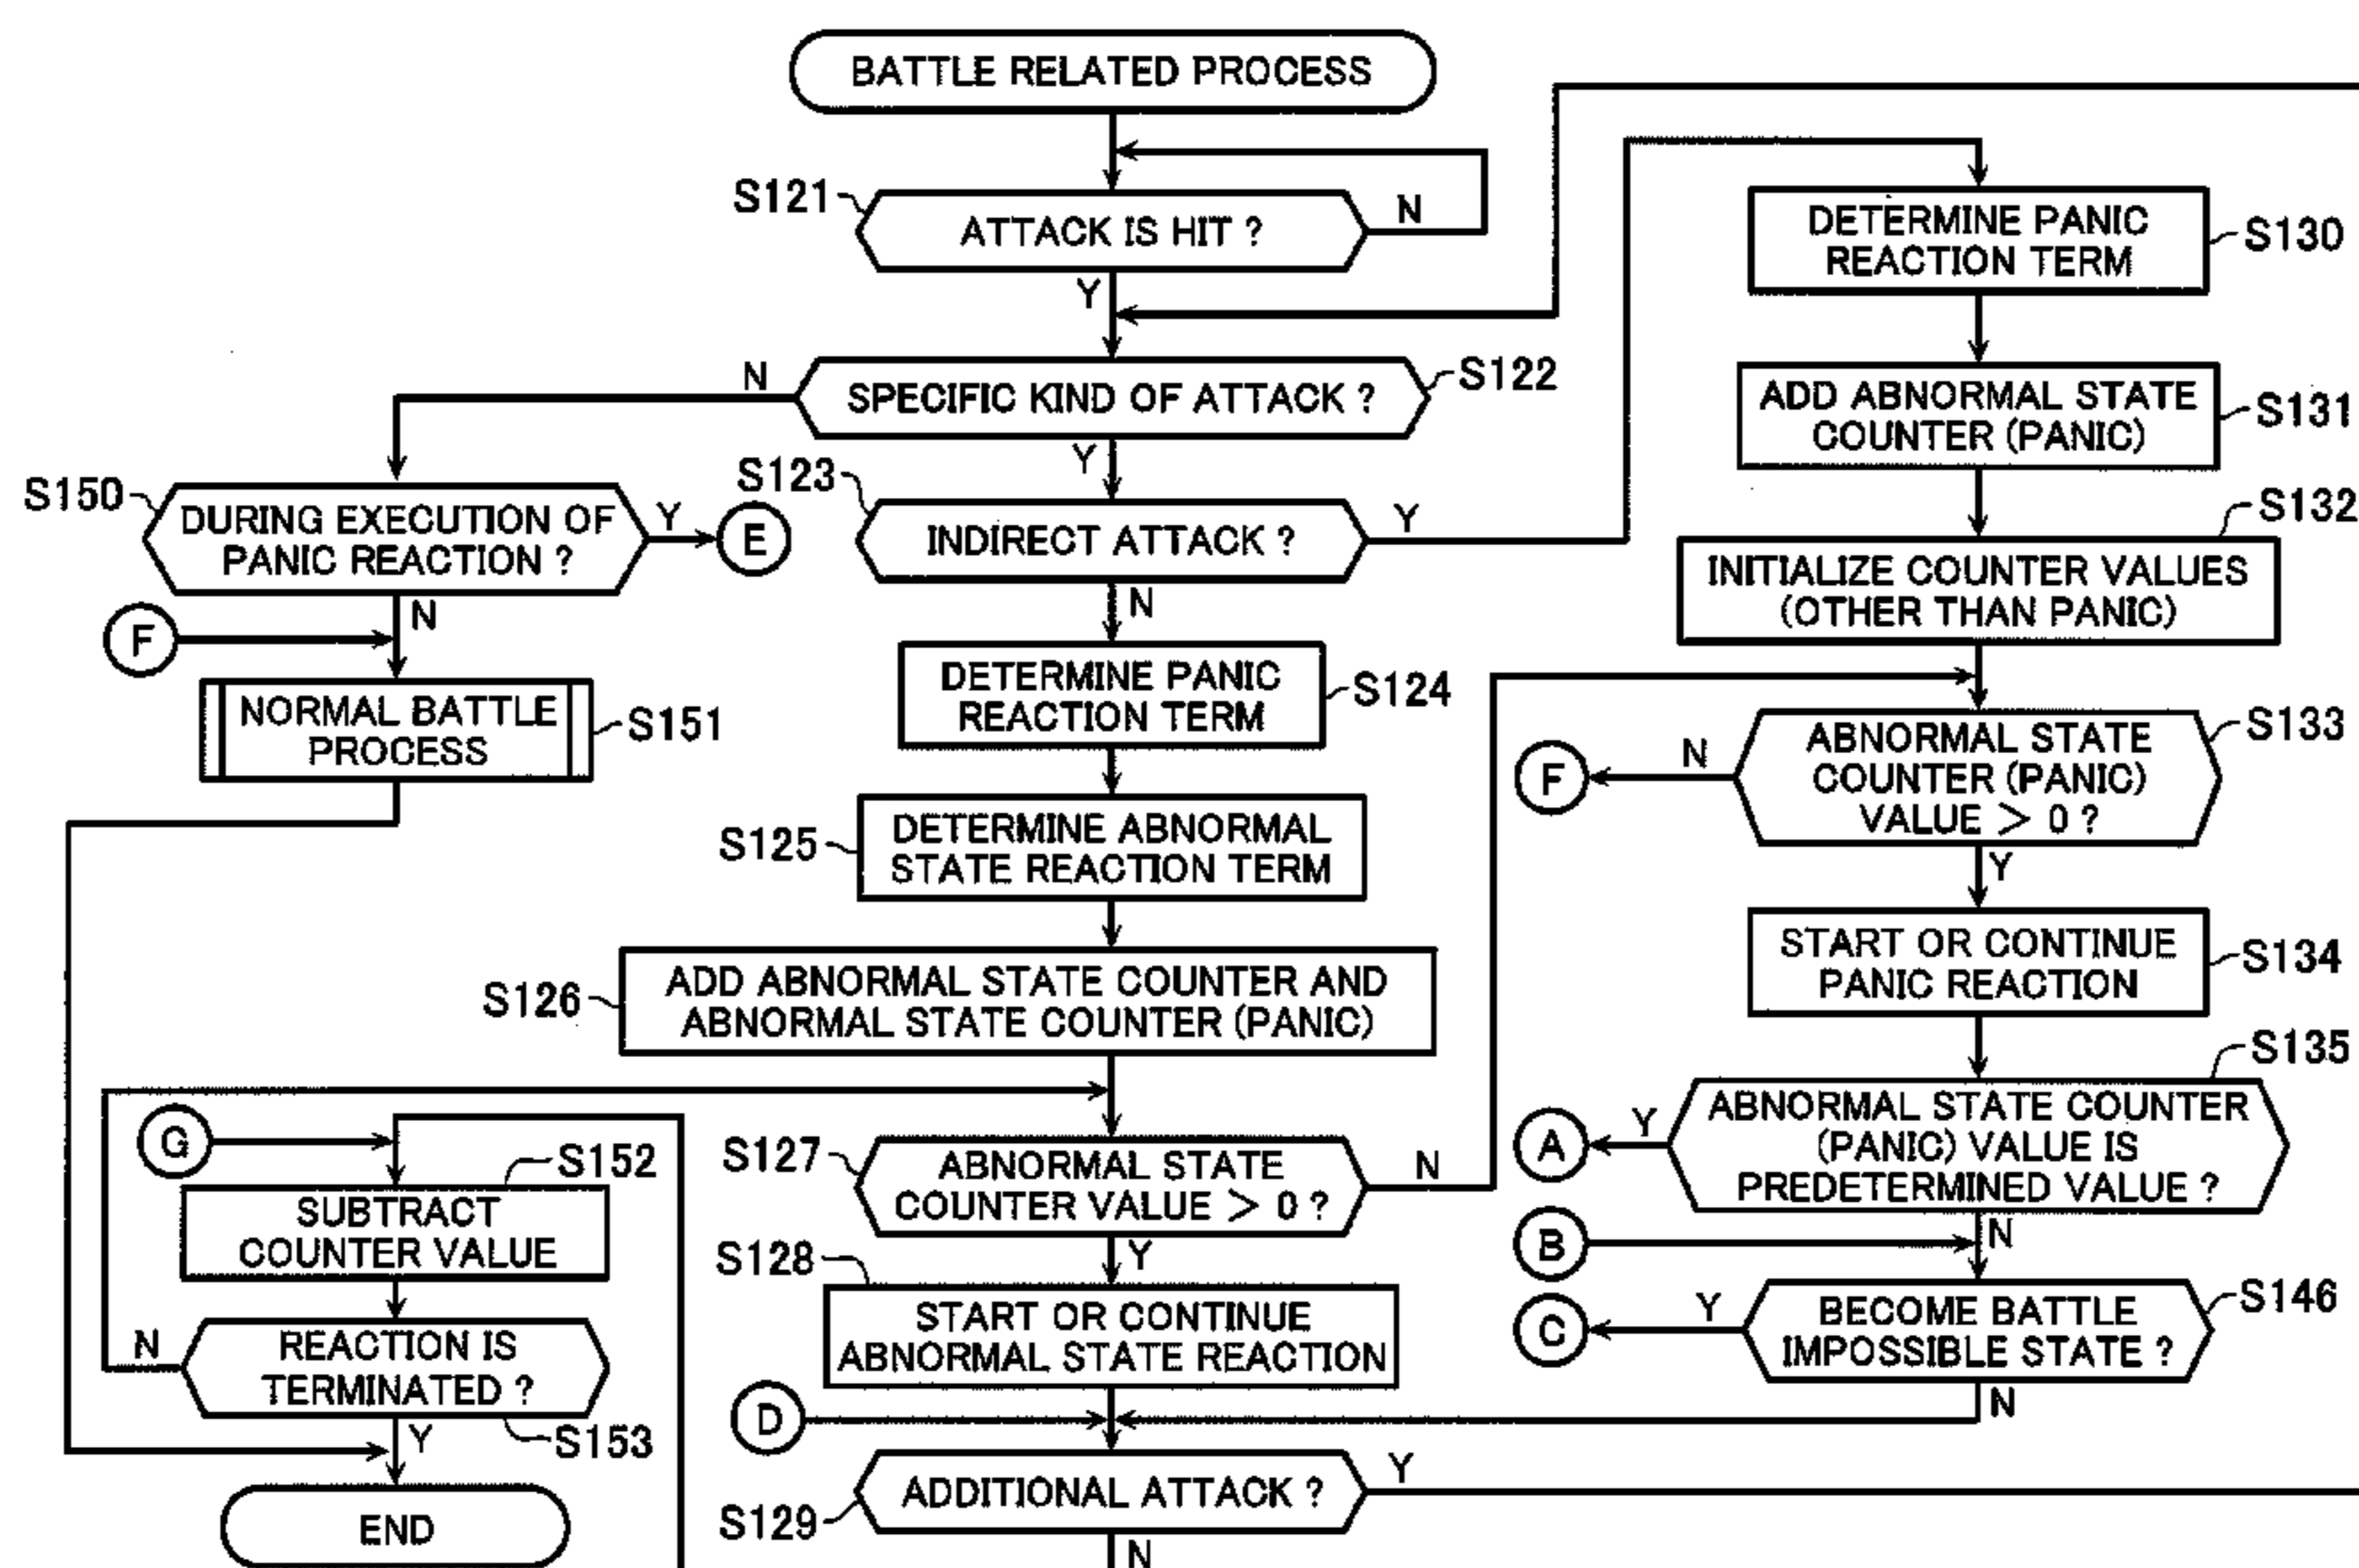 BATTLE RELATED PROCESS
S121
ATTACK IS HIT ?
N
Y
S122
SPECIFIC KIND OF ATTACK ?
N
Y
S123
INDIRECT ATTACK ?
Y
N
S150
DURING EXECUTION OF
PANIC REACTION ?
Y
E
N
F
NORMAL BATTLE
PROCESS
S151
DETERMINE PANIC
REACTION TERM
S124
S125
DETERMINE ABNORMAL
STATE REACTION TERM
S126
ADD ABNORMAL STATE COUNTER AND
ABNORMAL STATE COUNTER (PANIC)
S127
ABNORMAL STATE
COUNTER VALUE > 0 ?
N
Y
S128
START OR CONTINUE
ABNORMAL STATE REACTION
D
S129
ADDITIONAL ATTACK ?
Y
N
G
S152
SUBTRACT
COUNTER VALUE
N
REACTION IS
TERMINATED ?
Y
S153
END
DETERMINE PANIC
REACTION TERM
S130
ADD ABNORMAL STATE
COUNTER (PANIC)
S131
S132
INITIALIZE COUNTER VALUES
(OTHER THAN PANIC)
S133
ABNORMAL STATE
COUNTER (PANIC)
VALUE > 0 ?
N
F
Y
START OR CONTINUE
PANIC REACTION
S134
S135
ABNORMAL STATE COUNTER
(PANIC) VALUE IS
PREDETERMINED VALUE ?
Y
A
N
B
BECOME BATTLE
IMPOSSIBLE STATE ?
S146
Y
C
N